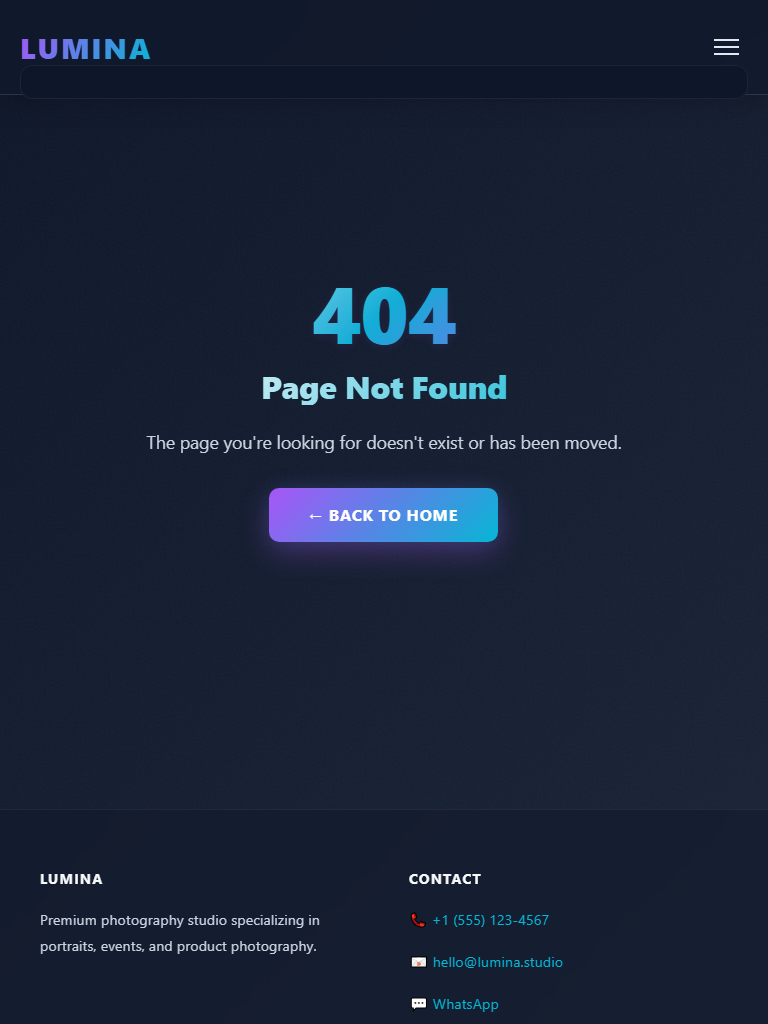 LUMINA
404
Page Not Found
The page you're looking for doesn't exist or has been moved.
← BACK TO HOME
LUMINA
Premium photography studio specializing in
portraits, events, and product photography.
CONTACT
📞 +1 (555) 123-4567
💌 hello@lumina.studio
💬 WhatsApp